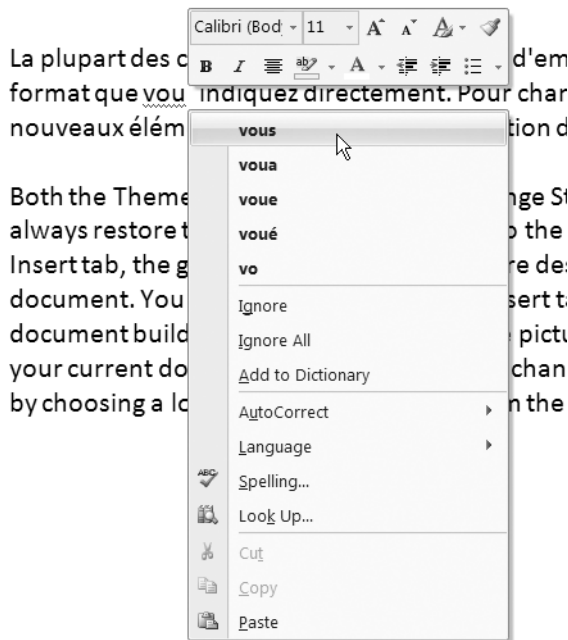 Calibri (Bod 11 A A A
B I ab A
La plupart des c d'em
format que vou indiquez directement. Pour chan
nouveaux élém tion d
vous
voua
voue
voué
vo
Ignore
Ignore All
Add to Dictionary
AutoCorrect
Language
ABC Spelling...
Look Up...
Cut
Copy
Paste
Both the Theme nge St
always restore t the
Insert tab, the g re des
document. You sert ta
document build pictu
your current do chan
by choosing a lo n the